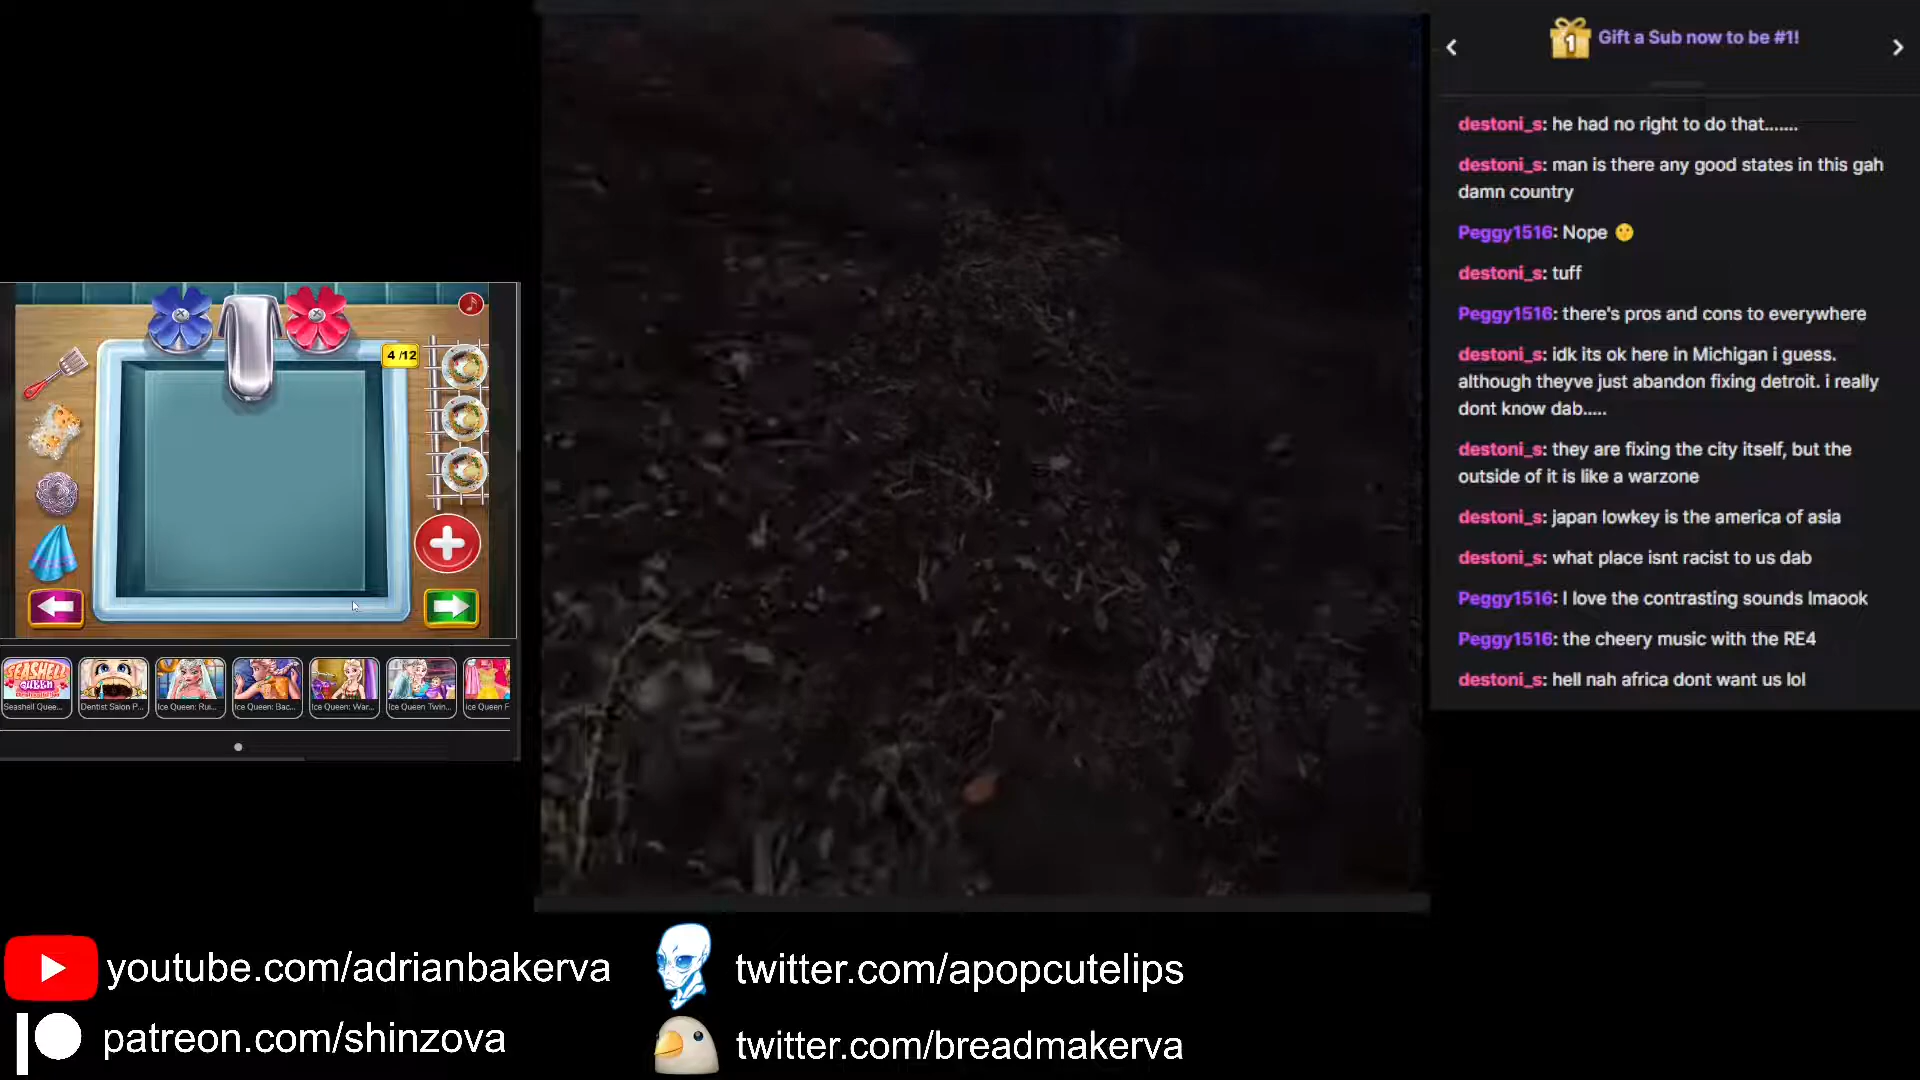 Gift a Sub now to be #1!
1
destoni_s: he had no right to do that.......
destoni_s: man is there any good states in this gah
damn country
Peggy1516: Nope
destoni_s: tuff
Peggy1516: there's pros and cons to everywhere
destoni_s: idk its ok here in Michigan i guess.
although theyve just abandon fixing detroit. i really
dont know dab.....
destoni_s: they are fixing the city itself, but the
outside of it is like a warzone
destoni_s: japan lowkey is the america of asia
destoni_s: what place isnt racist to us dab
Peggy1516: I love the contrasting sounds lmaook
Peggy1516: the cheery music with the RE4
destoni_s: hell nah africa dont want us lol
4/12
SEASHELL
QUEEN
Seashell Quee...
Dentist Salon P...
Ice Queen: Rui...
Ice Queen: Bac...
Ice Queen: War...
Ice Queen Twin...
Ice Queen F
youtube.com/adrianbakerva
twitter.com/apopcutelips
patreon.com/shinzova
twitter.com/breadmakerva